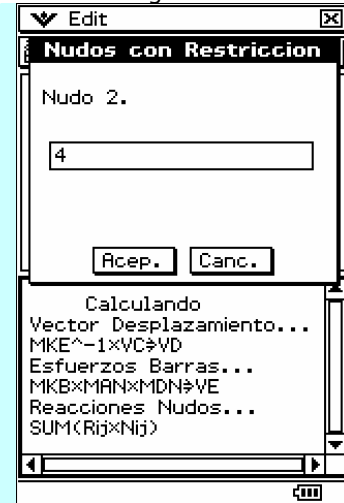 Edit
Nudos con Restriccion
Nudo 2.
4
Acep. Canc.
Calculando
Vector Desplazamiento...
MKE^-1×VC⇒VD
Esfuerzos Barras...
MKB×MAN×MDN⇒VE
Reacciones Nudos...
SUM(Rij×Nij)